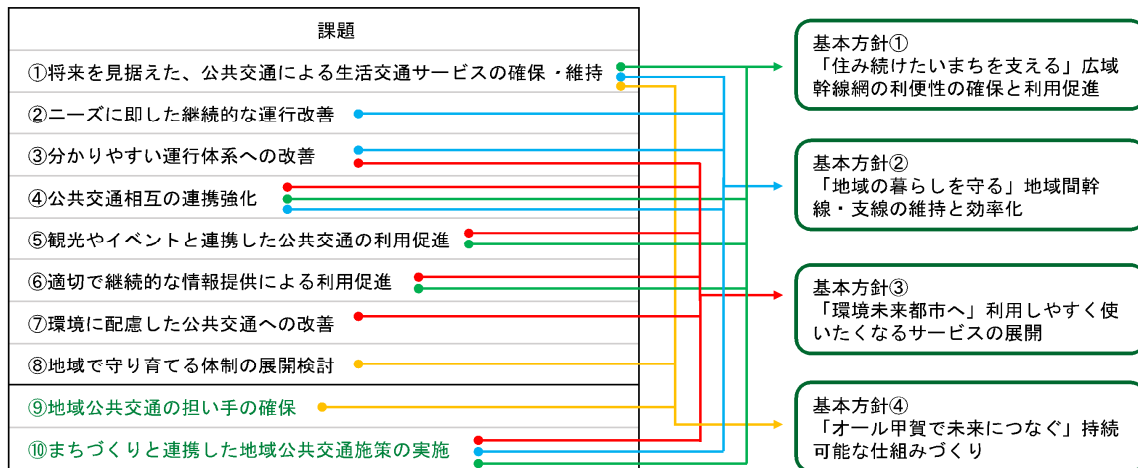 課題
①将来を見据えた、公共交通による生活交通サービスの確保・維持
②ニーズに即した継続的な運行改善
③分かりやすい運行体系への改善
④公共交通相互の連携強化
⑤観光やイベントと連携した公共交通の利用促進
⑥適切で継続的な情報提供による利用促進
⑦環境に配慮した公共交通への改善
⑧地域で守り育てる体制の展開検討
⑨地域公共交通の担い手の確保
⑩まちづくりと連携した地域公共交通施策の実施
基本方針①
「住み続けたいまちを支える」広域
幹線網の利便性の確保と利用促進
基本方針②
「地域の暮らしを守る」地域間幹
線・支線の維持と効率化
基本方針③
「環境未来都市へ」利用しやすく使
いたくなるサービスの展開
基本方針④
「オール甲賀で未来につなぐ」持続
可能な仕組みづくり